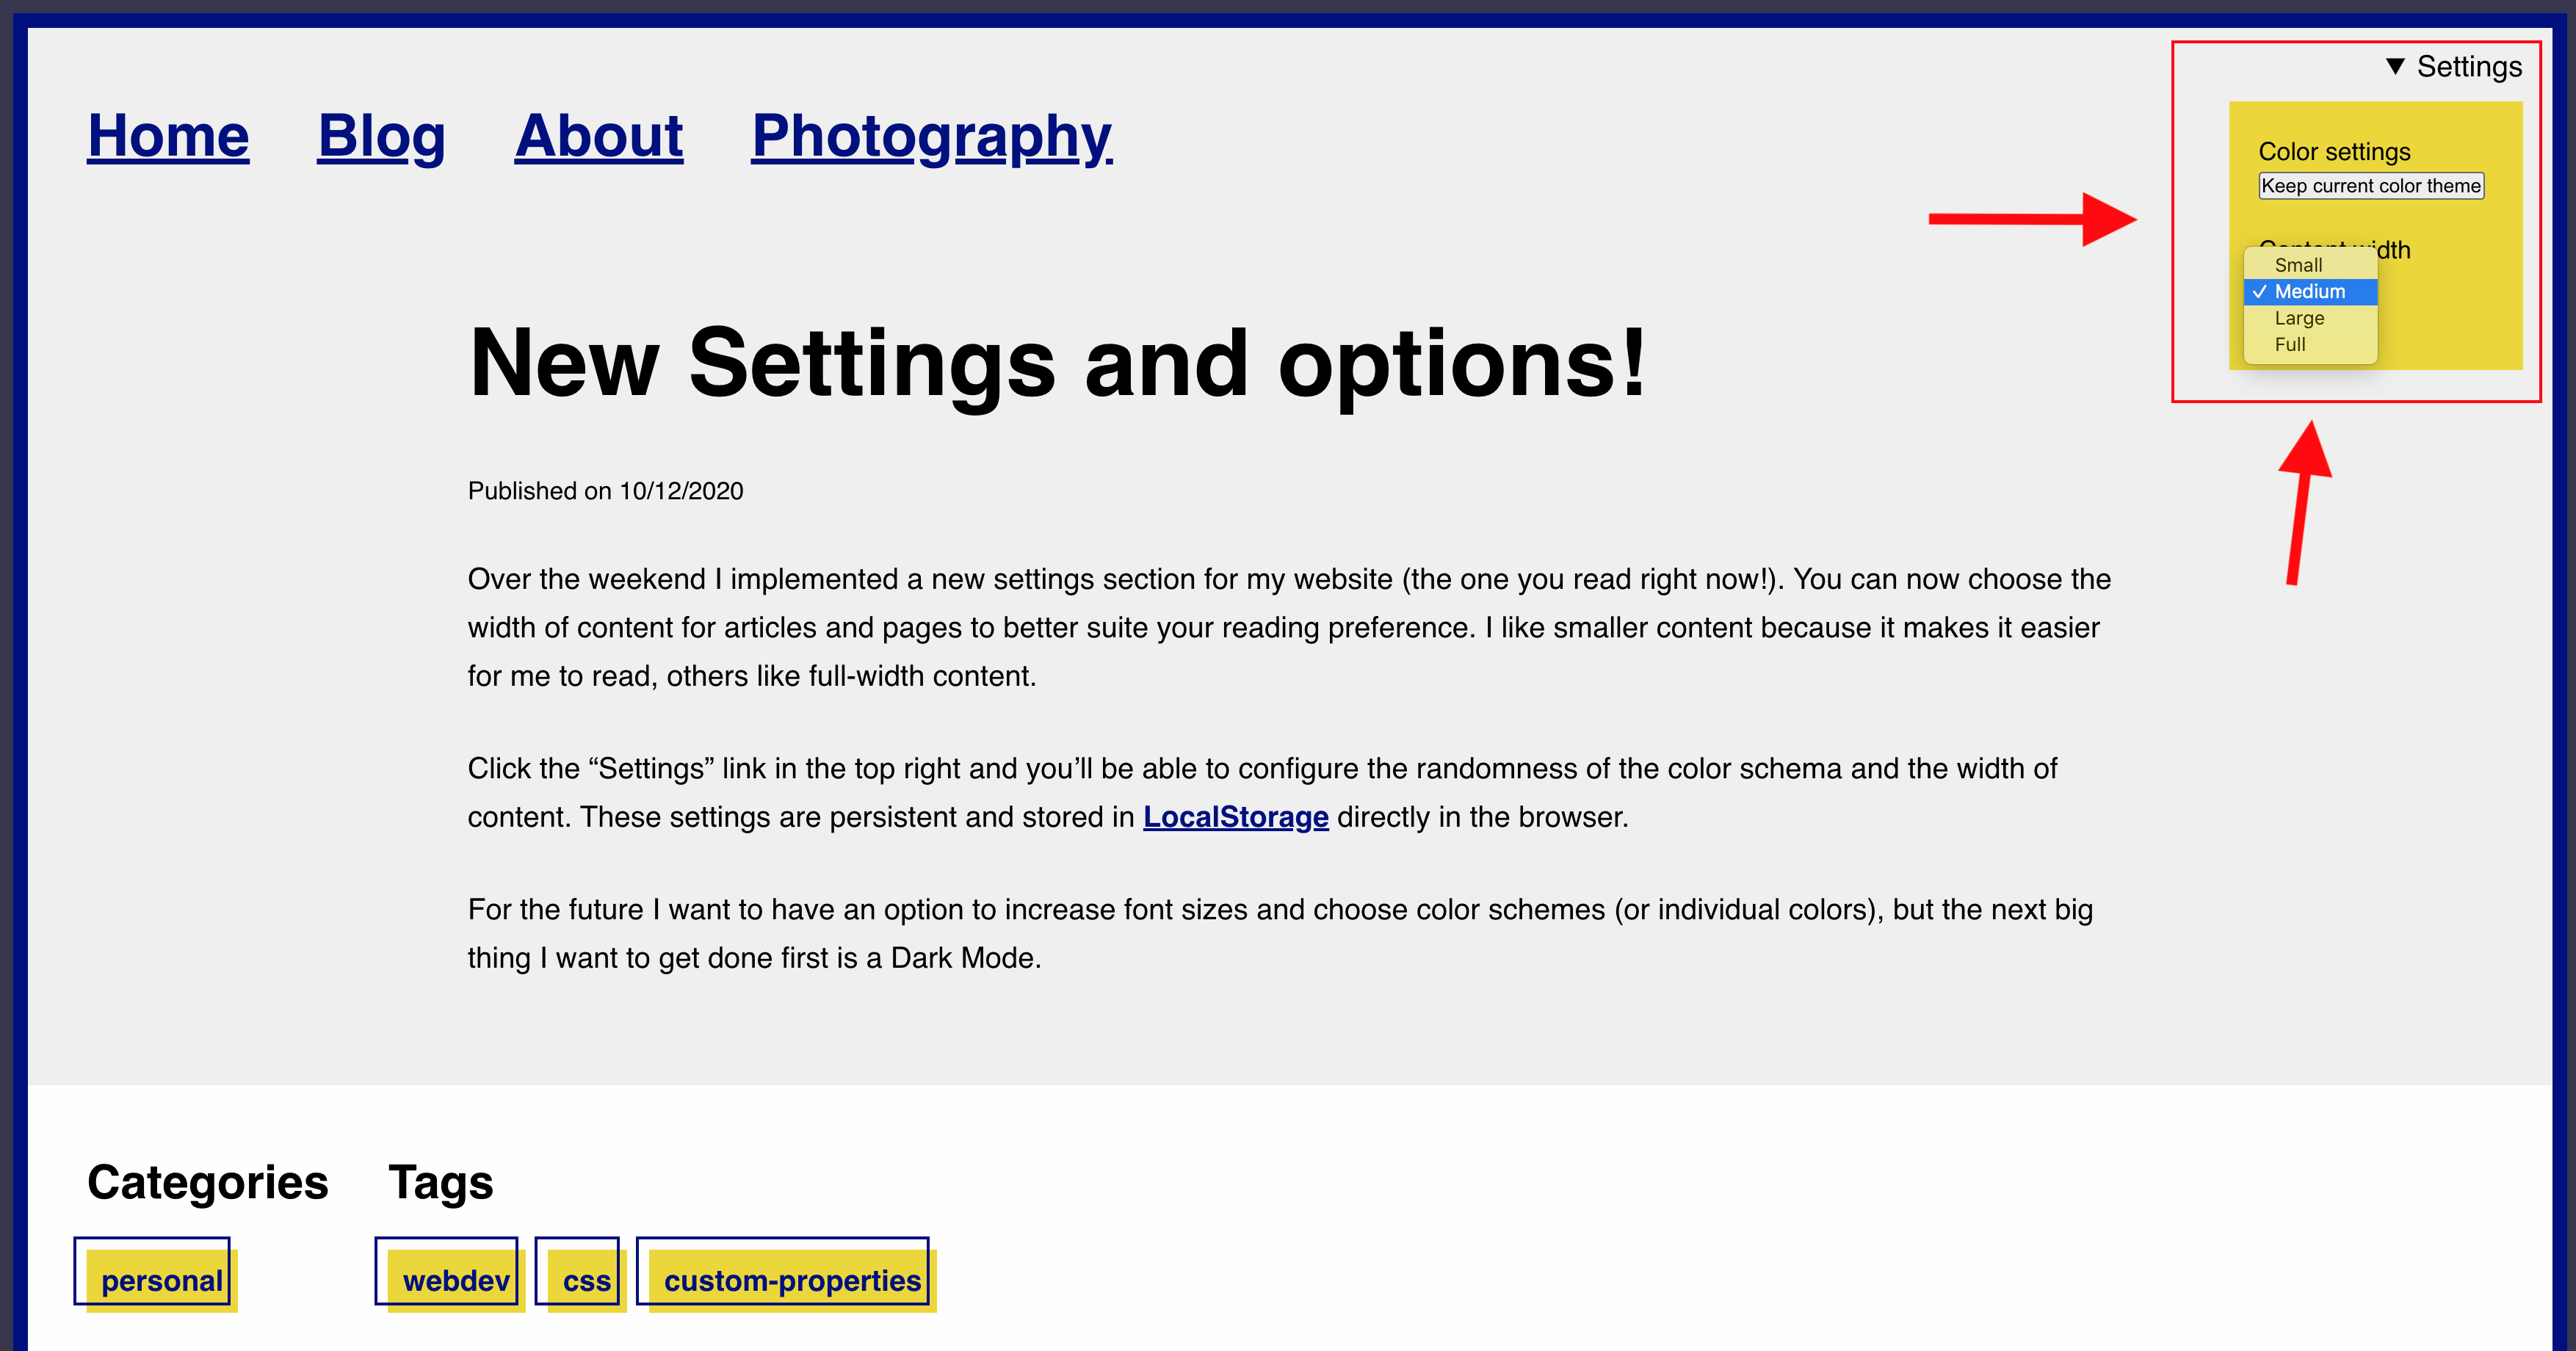 ▼ Settings
Home Blog About Photography
Color settings
Keep current color theme
Content width
Small
✓ Medium
Large
Full
New Settings and options!
Published on 10/12/2020
Over the weekend I implemented a new settings section for my website (the one you read right now!). You can now choose the
width of content for articles and pages to better suite your reading preference. I like smaller content because it makes it easier
for me to read, others like full-width content.
Click the “Settings” link in the top right and you’ll be able to configure the randomness of the color schema and the width of
content. These settings are persistent and stored in LocalStorage directly in the browser.
For the future I want to have an option to increase font sizes and choose color schemes (or individual colors), but the next big
thing I want to get done first is a Dark Mode.
Categories Tags
personal webdev css custom-properties